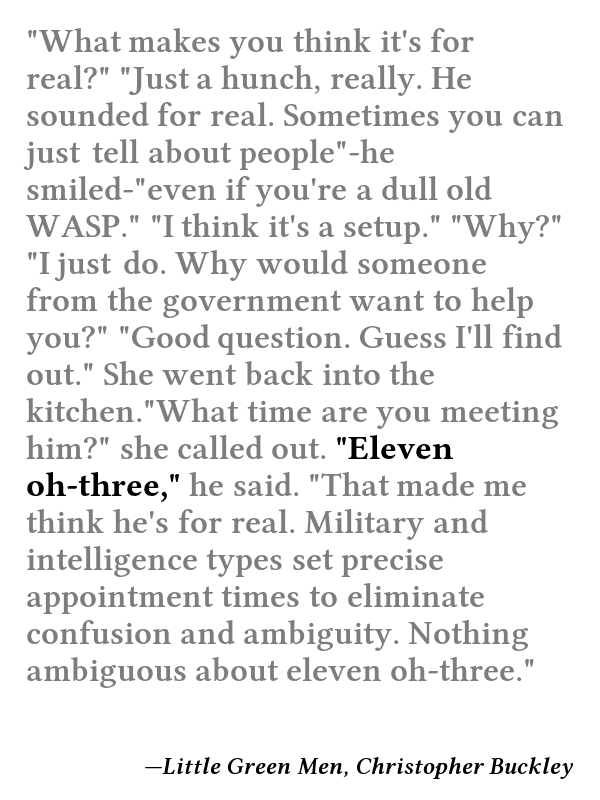 "What makes you think it's for
real?" "Just a hunch, really. He
sounded for real. Sometimes you can
just tell about people"-he
smiled-"even if you're a dull old
WASP." "I think it's a setup." "Why?"
"I just do. Why would someone
from the government want to help
you?" "Good question. Guess I'll find
out." She went back into the
kitchen."What time are you meeting
him?" she called out. "Eleven
oh-three," he said. "That made me
think he's for real. Military and
intelligence types set precise
appointment times to eliminate
confusion and ambiguity. Nothing
ambiguous about eleven oh-three."
—Little Green Men, Christopher Buckley